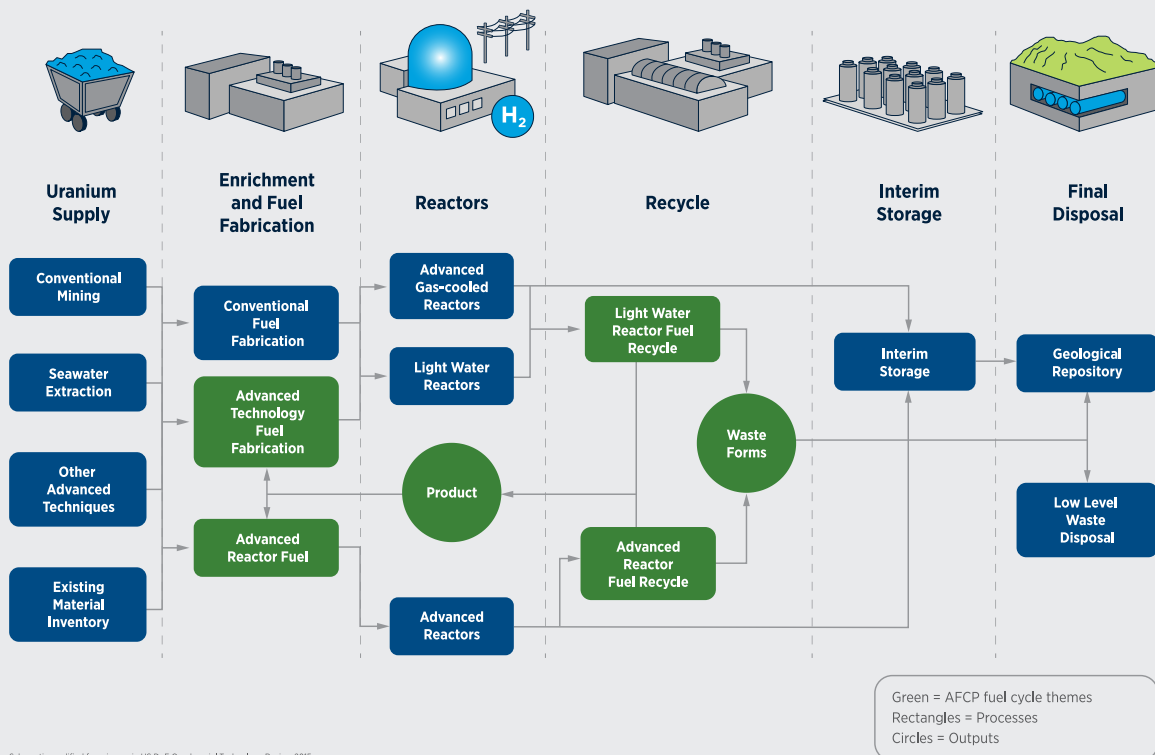 H2
Uranium
Supply
Enrichment
and Fuel
Fabrication
Reactors
Recycle
Interim
Storage
Final
Disposal
Conventional
Mining
Seawater
Extraction
Other
Advanced
Techniques
Existing
Material
Inventory
Conventional
Fuel
Fabrication
Advanced
Technology
Fuel
Fabrication
Advanced
Reactor Fuel
Advanced
Gas-cooled
Reactors
Light Water
Reactors
Product
Advanced
Reactors
Light Water
Reactor Fuel
Recycle
Waste
Forms
Advanced
Reactor
Fuel Recycle
Interim
Storage
Geological
Repository
Low Level
Waste
Disposal
Green = AFCP fuel cycle themes
Rectangles = Processes
Circles = Outputs